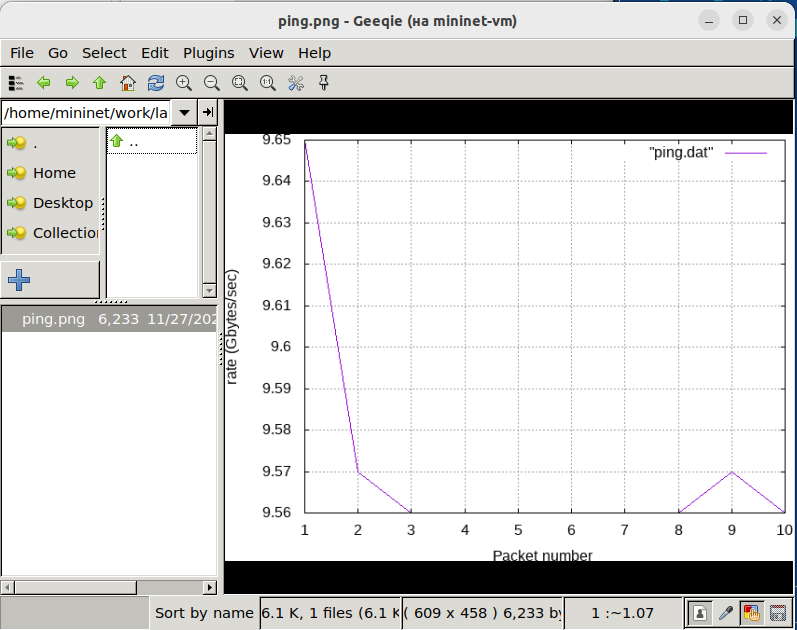 ping.png - Geeqie (на mininet-vm)
File Go Select Edit Plugins View Help
/home/mininet/work/la
.
..
Home
Desktop
Collection
ping.png 6,233 11/27/202
9.65
9.64
9.63
9.62
9.61
9.6
9.59
9.58
9.57
9.56
rate (Gbytes/sec)
"ping.dat"
1 2 3 4 5 6 7 8 9 10
Packet number
Sort by name 6.1 K, 1 files (6.1 K ( 609 x 458 ) 6,233 by 1 :~1.07